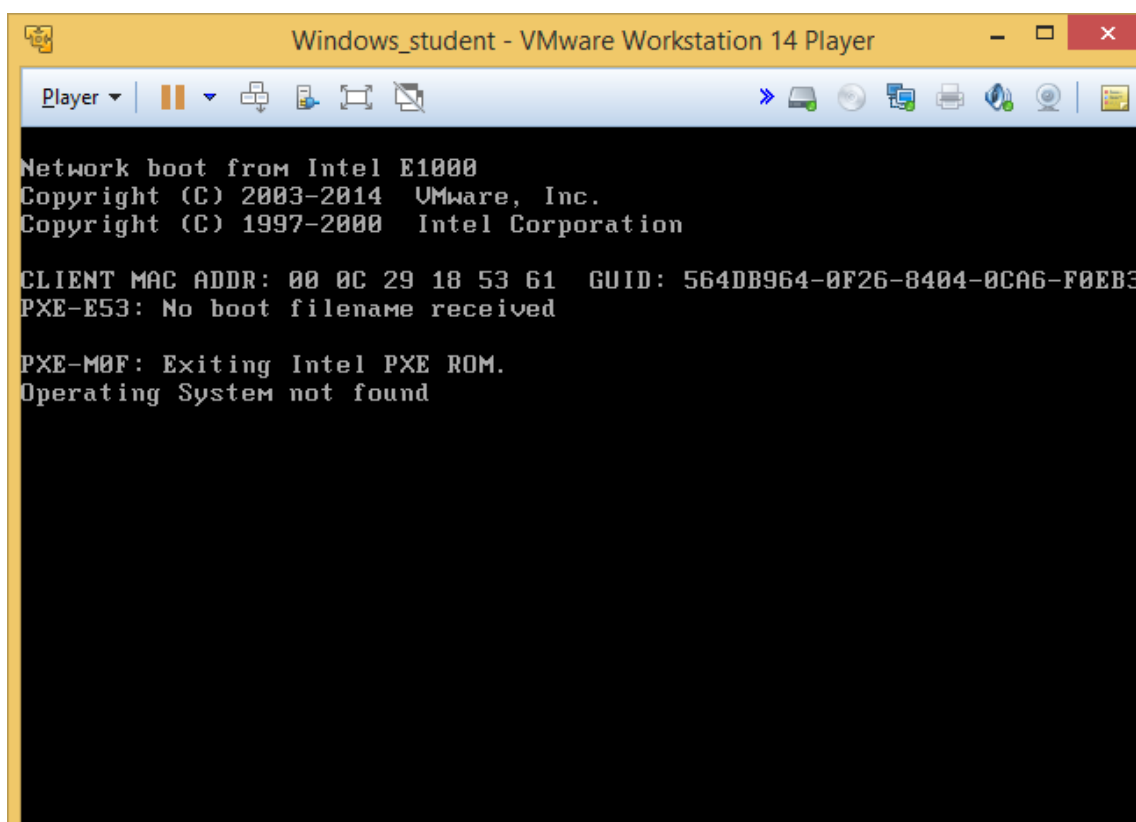 Windows_student - VMware Workstation 14 Player
Player
Network boot from Intel E1000
Copyright (C) 2003-2014 VMware, Inc.
Copyright (C) 1997-2000 Intel Corporation
CLIENT MAC ADDR: 00 0C 29 18 53 61 GUID: 564DB964-0F26-8404-0CA6-F0EB3
PXE-E53: No boot filename received
PXE-M0F: Exiting Intel PXE ROM.
Operating System not found